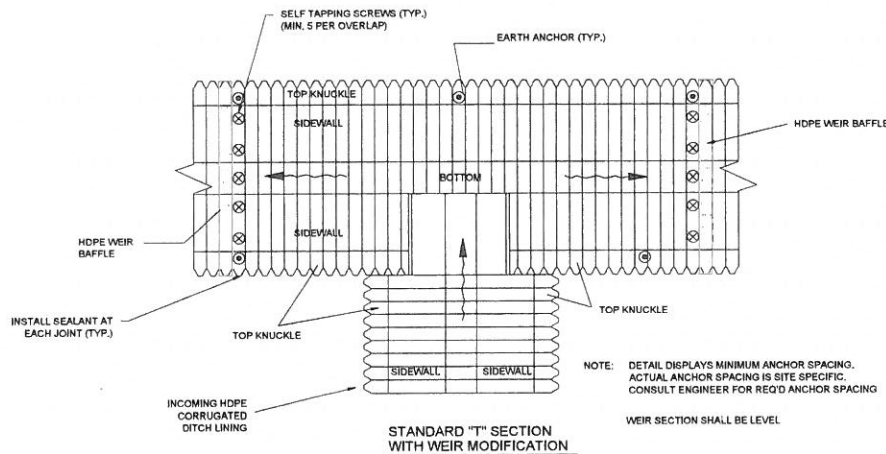 SELF TAPPING SCREWS (TYP.)
(MIN. 5 PER OVERLAP)
EARTH ANCHOR (TYP.)
TOP KNUCKLE
SIDEWALL
HDPE WEIR BAFFLE
BOTTOM
SIDEWALL
HDPE WEIR
BAFFLE
INSTALL SEALANT AT
EACH JOINT (TYP.)
TOP KNUCKLE
TOP KNUCKLE
SIDEWALL
SIDEWALL
INCOMING HDPE
CORRUGATED
DITCH LINING
NOTE: DETAIL DISPLAYS MINIMUM ANCHOR SPACING.
ACTUAL ANCHOR SPACING IS SITE SPECIFIC.
CONSULT ENGINEER FOR REQ'D ANCHOR SPACING
WEIR SECTION SHALL BE LEVEL
STANDARD "T" SECTION
WITH WEIR MODIFICATION